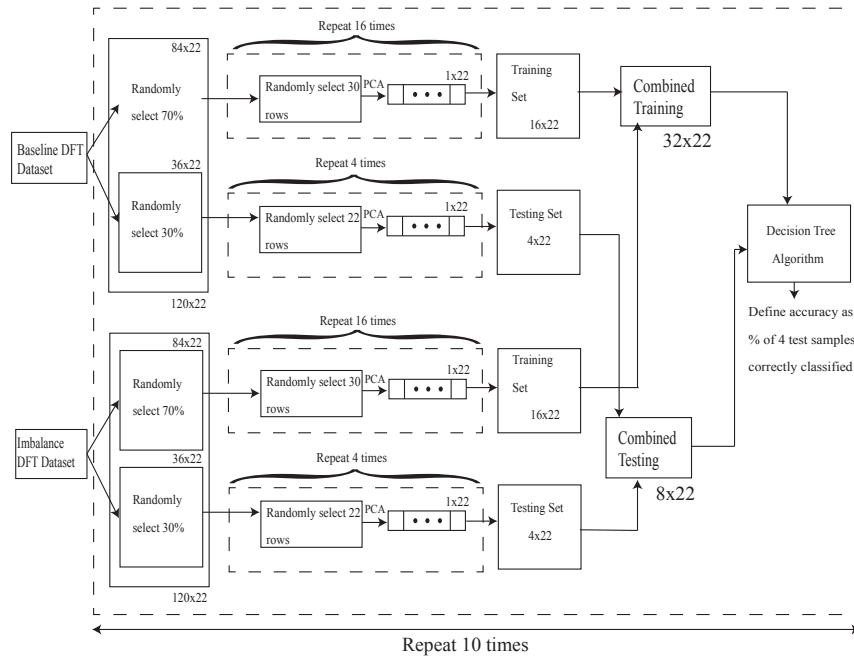 Repeat 16 times
84x22
Randomly
select 70%
Randomly select 30
rows
PCA
1x22
Training
Set
16x22
Combined
Training
32x22
Baseline DFT
Dataset
36x22
Randomly
select 30%
Repeat 4 times
Randomly select 22
rows
PCA
1x22
Testing Set
4x22
120x22
Decision Tree
Algorithm
Define accuracy as
% of 4 test samples
correctly classified
Repeat 16 times
84x22
Randomly
select 70%
Randomly select 30
rows
PCA
1x22
Training
Set
16x22
Imbalance
DFT Dataset
36x22
Randomly
select 30%
Repeat 4 times
Randomly select 22
rows
PCA
1x22
Testing Set
4x22
Combined
Testing
8x22
120x22
Repeat 10 times